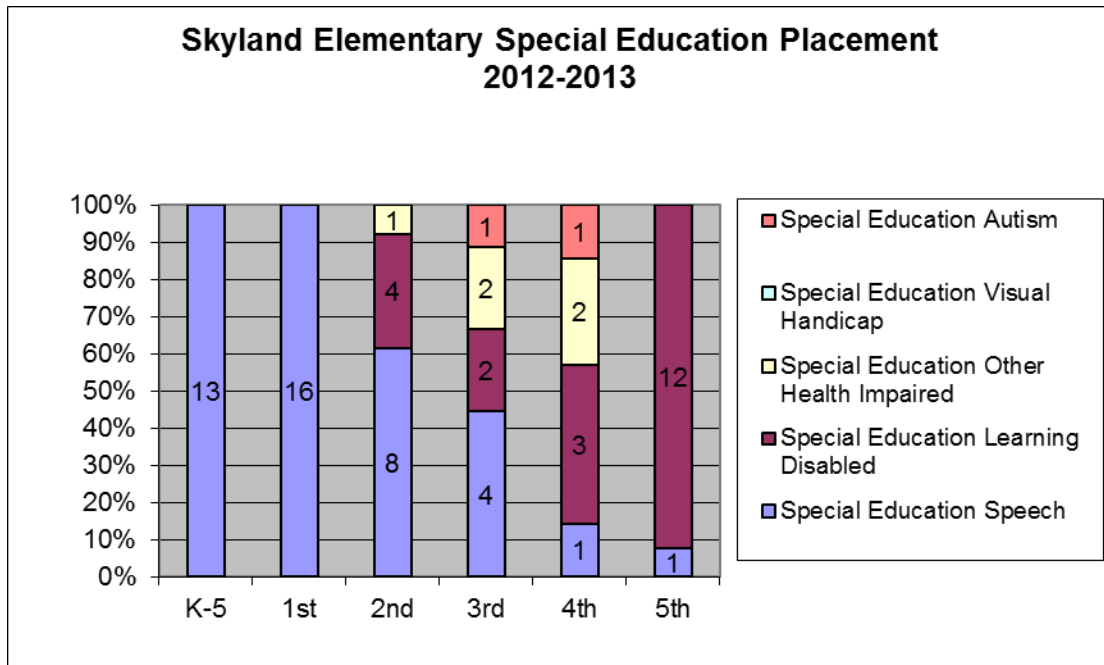 Skyland Elementary Special Education Placement
2012-2013
100%
90%
80%
70%
60%
50%
40%
30%
20%
10%
0%
13
16
1
4
8
1
2
2
4
1
2
3
1
12
1
K-5 1st 2nd 3rd 4th 5th
Special Education Autism
Special Education Visual
Handicap
Special Education Other
Health Impaired
Special Education Learning
Disabled
Special Education Speech